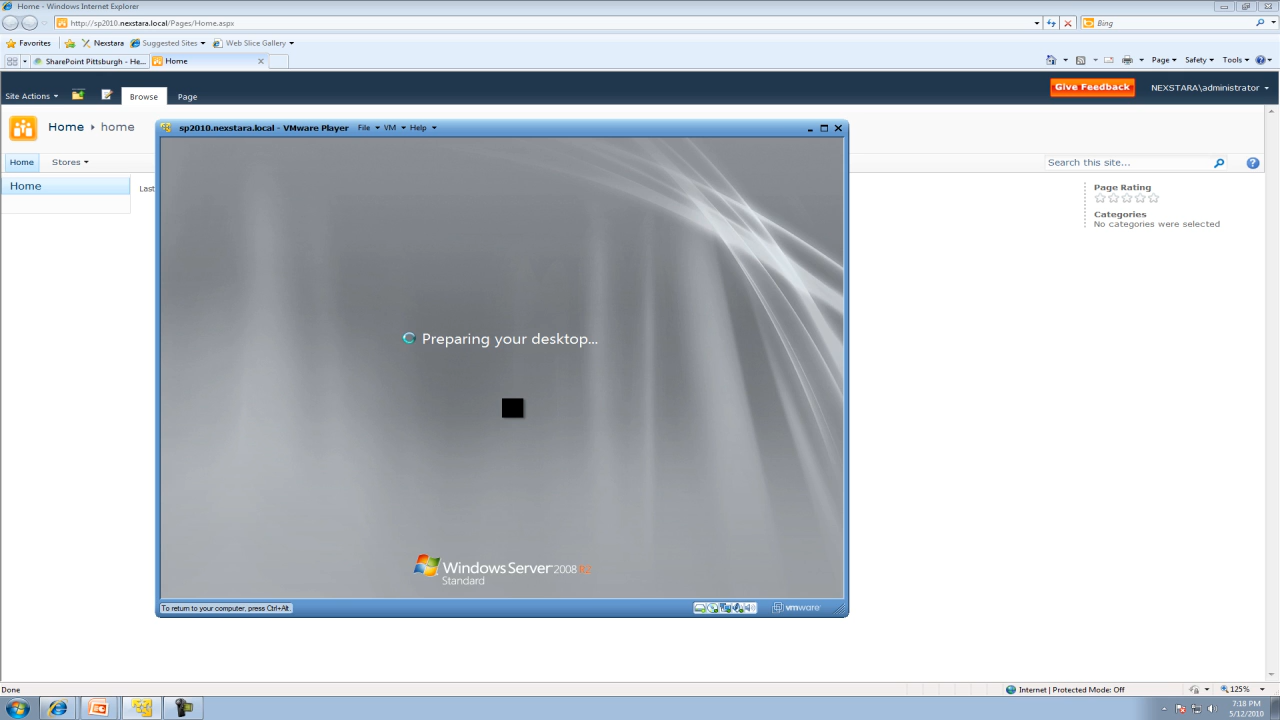 Home - Windows Internet Explorer
http://sp2010.nexstara.local/Pages/Home.aspx
Bing
Favorites Nexstara Suggested Sites Web Slice Gallery
SharePoint Pittsburgh - He... Home
Page Safety Tools
Site Actions Browse Page
Give Feedback NEXSTARA\administrator
Home home
Home Stores
Search this site...
Home
Last
Page Rating
Categories
No categories were selected
sp2010.nexstara.local - VMware Player File VM Help
Preparing your desktop...
Windows Server 2008 R2
Standard
To return to your computer, press Ctrl+Alt.
vmware
Done
Internet | Protected Mode: Off
125%
7:18 PM
5/12/2010